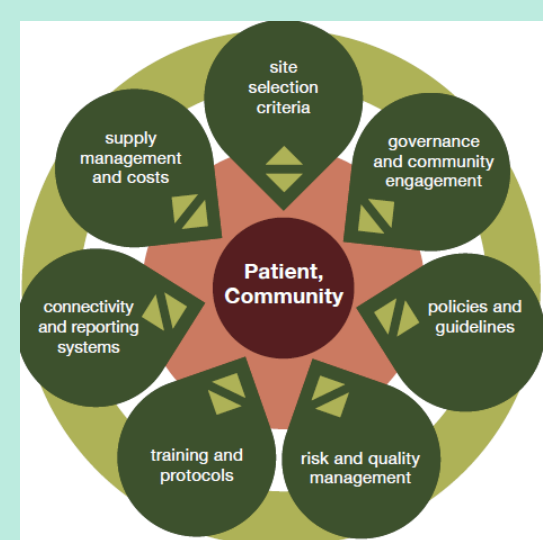 site
selection
criteria
governance
and community
engagement
policies and
guidelines
risk and quality
management
training and
protocols
connectivity
and reporting
systems
supply
management
and costs
Patient,
Community